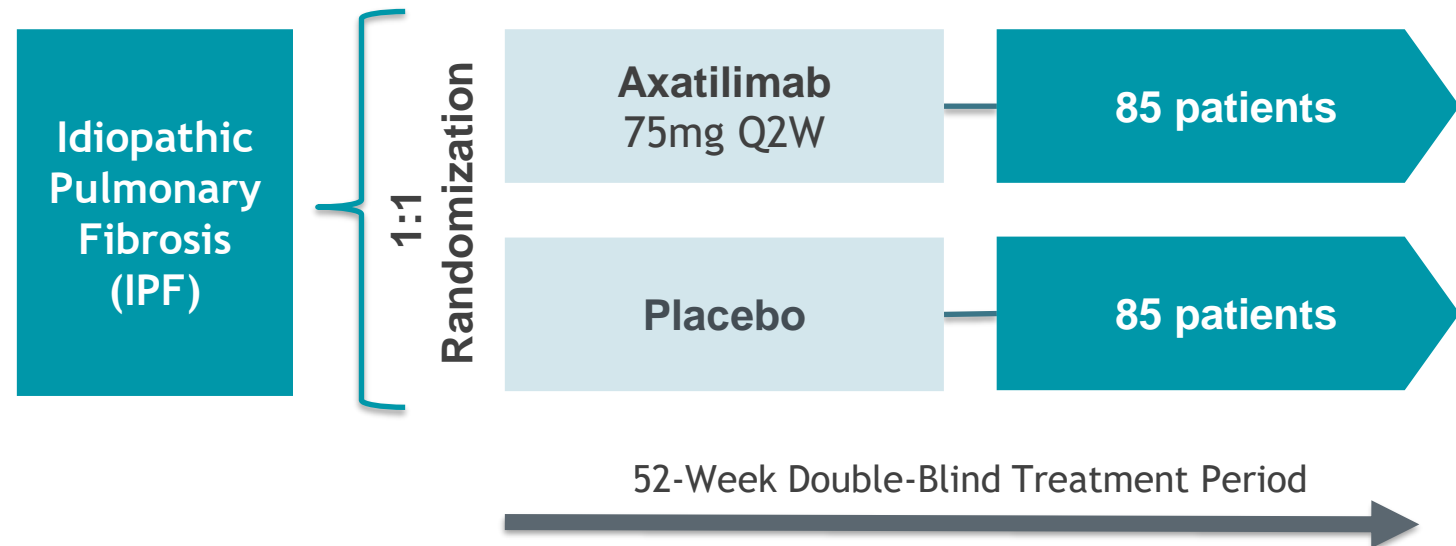 Idiopathic
Pulmonary
Fibrosis
(IPF)
1:1
Randomization
Axatilimab
75mg Q2W
85 patients
Placebo
85 patients
52-Week Double-Blind Treatment Period